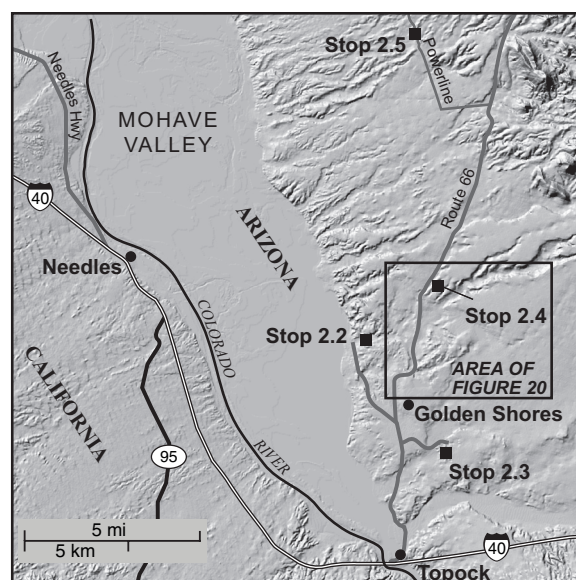 Stop 2.5
Powerline
Needles Hwy
MOHAVE
VALLEY
Route 66
40
ARIZONA
Needles
COLORADO
RIVER
Stop 2.2
Stop 2.4
AREA OF
FIGURE 20
Golden Shores
CALIFORNIA
95
Stop 2.3
5 mi
5 km
40
Topock